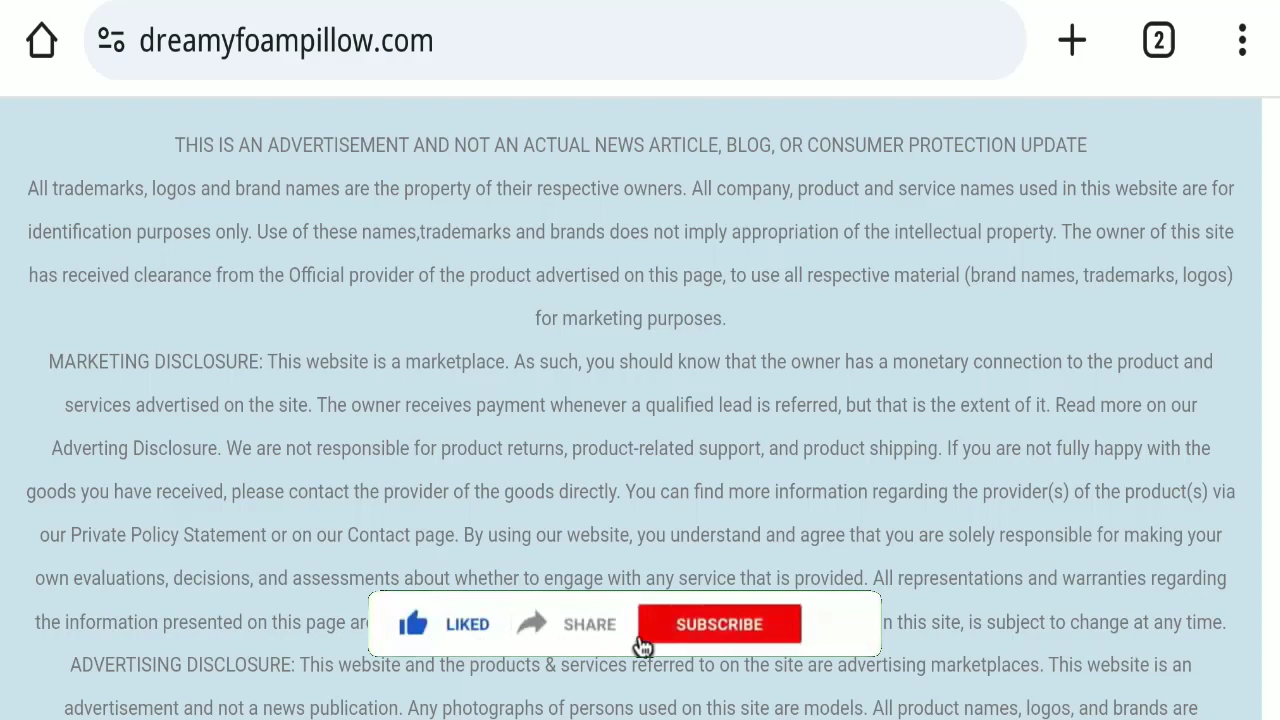 dreamyfoampillow.com
2
THIS IS AN ADVERTISEMENT AND NOT AN ACTUAL NEWS ARTICLE, BLOG, OR CONSUMER PROTECTION UPDATE
All trademarks, logos and brand names are the property of their respective owners. All company, product and service names used in this website are for
identification purposes only. Use of these names,trademarks and brands does not imply appropriation of the intellectual property. The owner of this site
has received clearance from the Official provider of the product advertised on this page, to use all respective material (brand names, trademarks, logos)
for marketing purposes.
MARKETING DISCLOSURE: This website is a marketplace. As such, you should know that the owner has a monetary connection to the product and
services advertised on the site. The owner receives payment whenever a qualified lead is referred, but that is the extent of it. Read more on our
Adverting Disclosure. We are not responsible for product returns, product-related support, and product shipping. If you are not fully happy with the
goods you have received, please contact the provider of the goods directly. You can find more information regarding the provider(s) of the product(s) via
our Private Policy Statement or on our Contact page. By using our website, you understand and agree that you are solely responsible for making your
own evaluations, decisions, and assessments about whether to engage with any service that is provided. All representations and warranties regarding
the information presented on this page are n this site, is subject to change at any time.
LIKED SHARE SUBSCRIBE
ADVERTISING DISCLOSURE: This website and the products & services referred to on the site are advertising marketplaces. This website is an
advertisement and not a news publication. Any photographs of persons used on this site are models. All product names, logos, and brands are